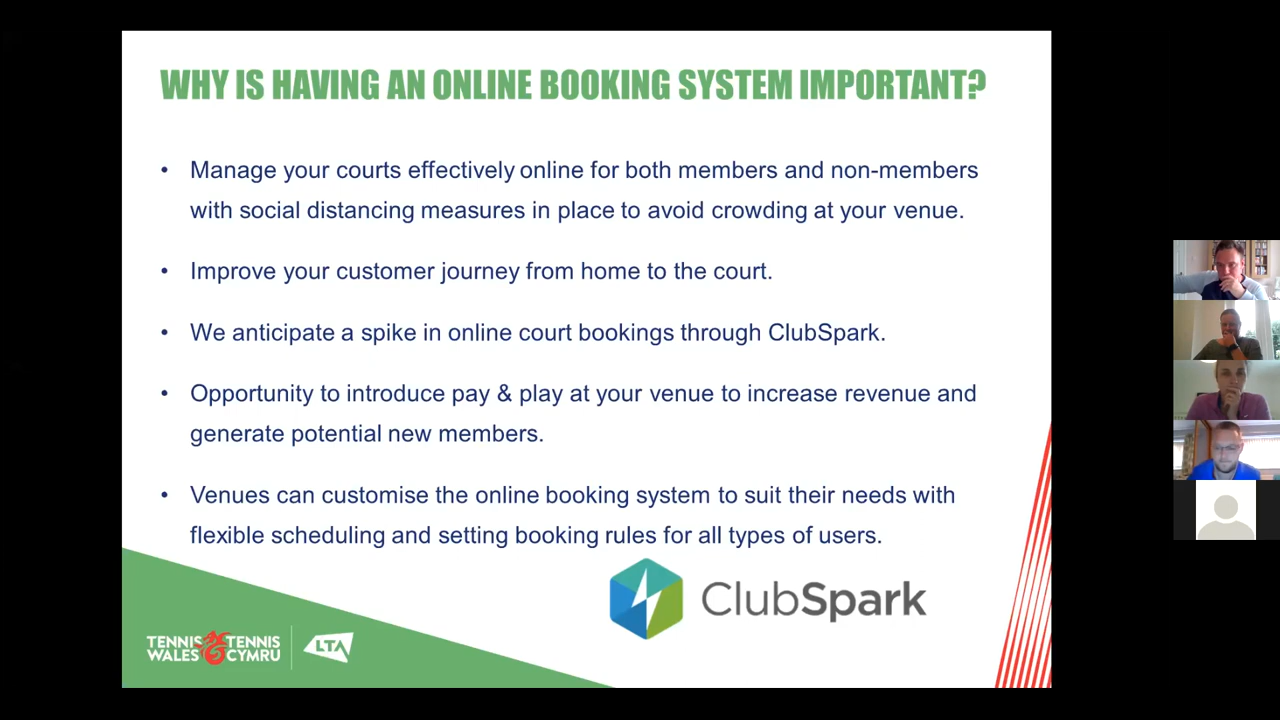 WHY IS HAVING AN ONLINE BOOKING SYSTEM IMPORTANT?
• Manage your courts effectively online for both members and non-members
with social distancing measures in place to avoid crowding at your venue.
• Improve your customer journey from home to the court.
• We anticipate a spike in online court bookings through ClubSpark.
• Opportunity to introduce pay & play at your venue to increase revenue and
generate potential new members.
• Venues can customise the online booking system to suit their needs with
flexible scheduling and setting booking rules for all types of users.
ClubSpark
TENNIS TENNIS
WALES CYMRU
LTA